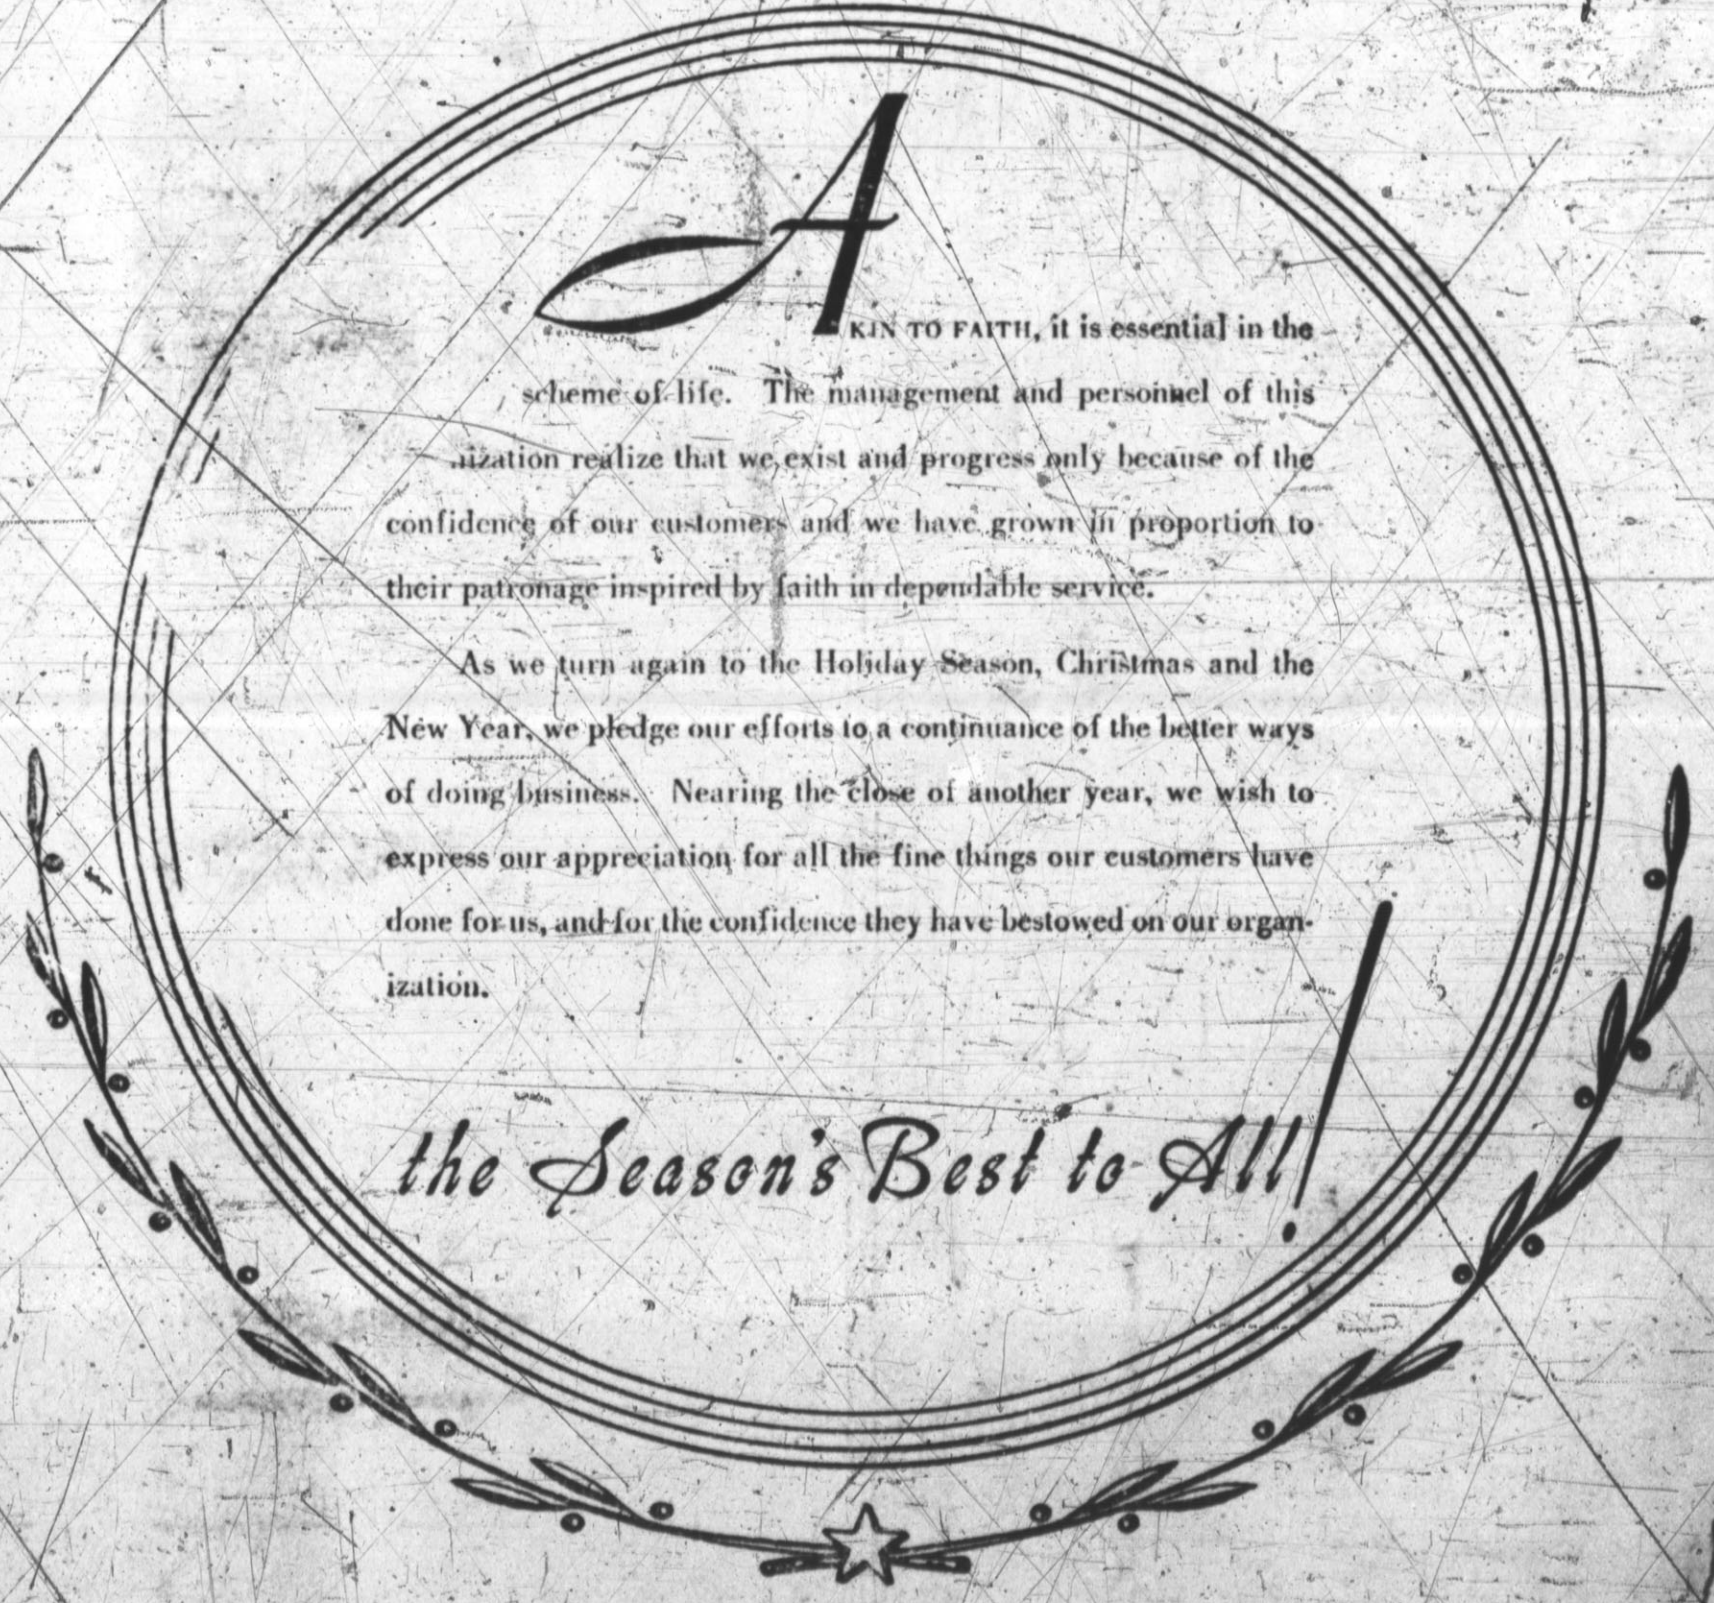 AKIN TO FAITH, it is essential in the
scheme of life. The management and personnel of this
nization realize that we exist and progress only because of the
confidence of our customers and we have grown in proportion to
their patronage inspired by faith in dependable service.
As we turn again to the Holiday Season, Christmas and the
New Year, we pledge our efforts to a continuance of the better ways
of doing business. Nearing the close of another year, we wish to
express our appreciation for all the fine things our customers have
done for us, and for the confidence they have bestowed on our organ-
ization.
the Season's Best to All!